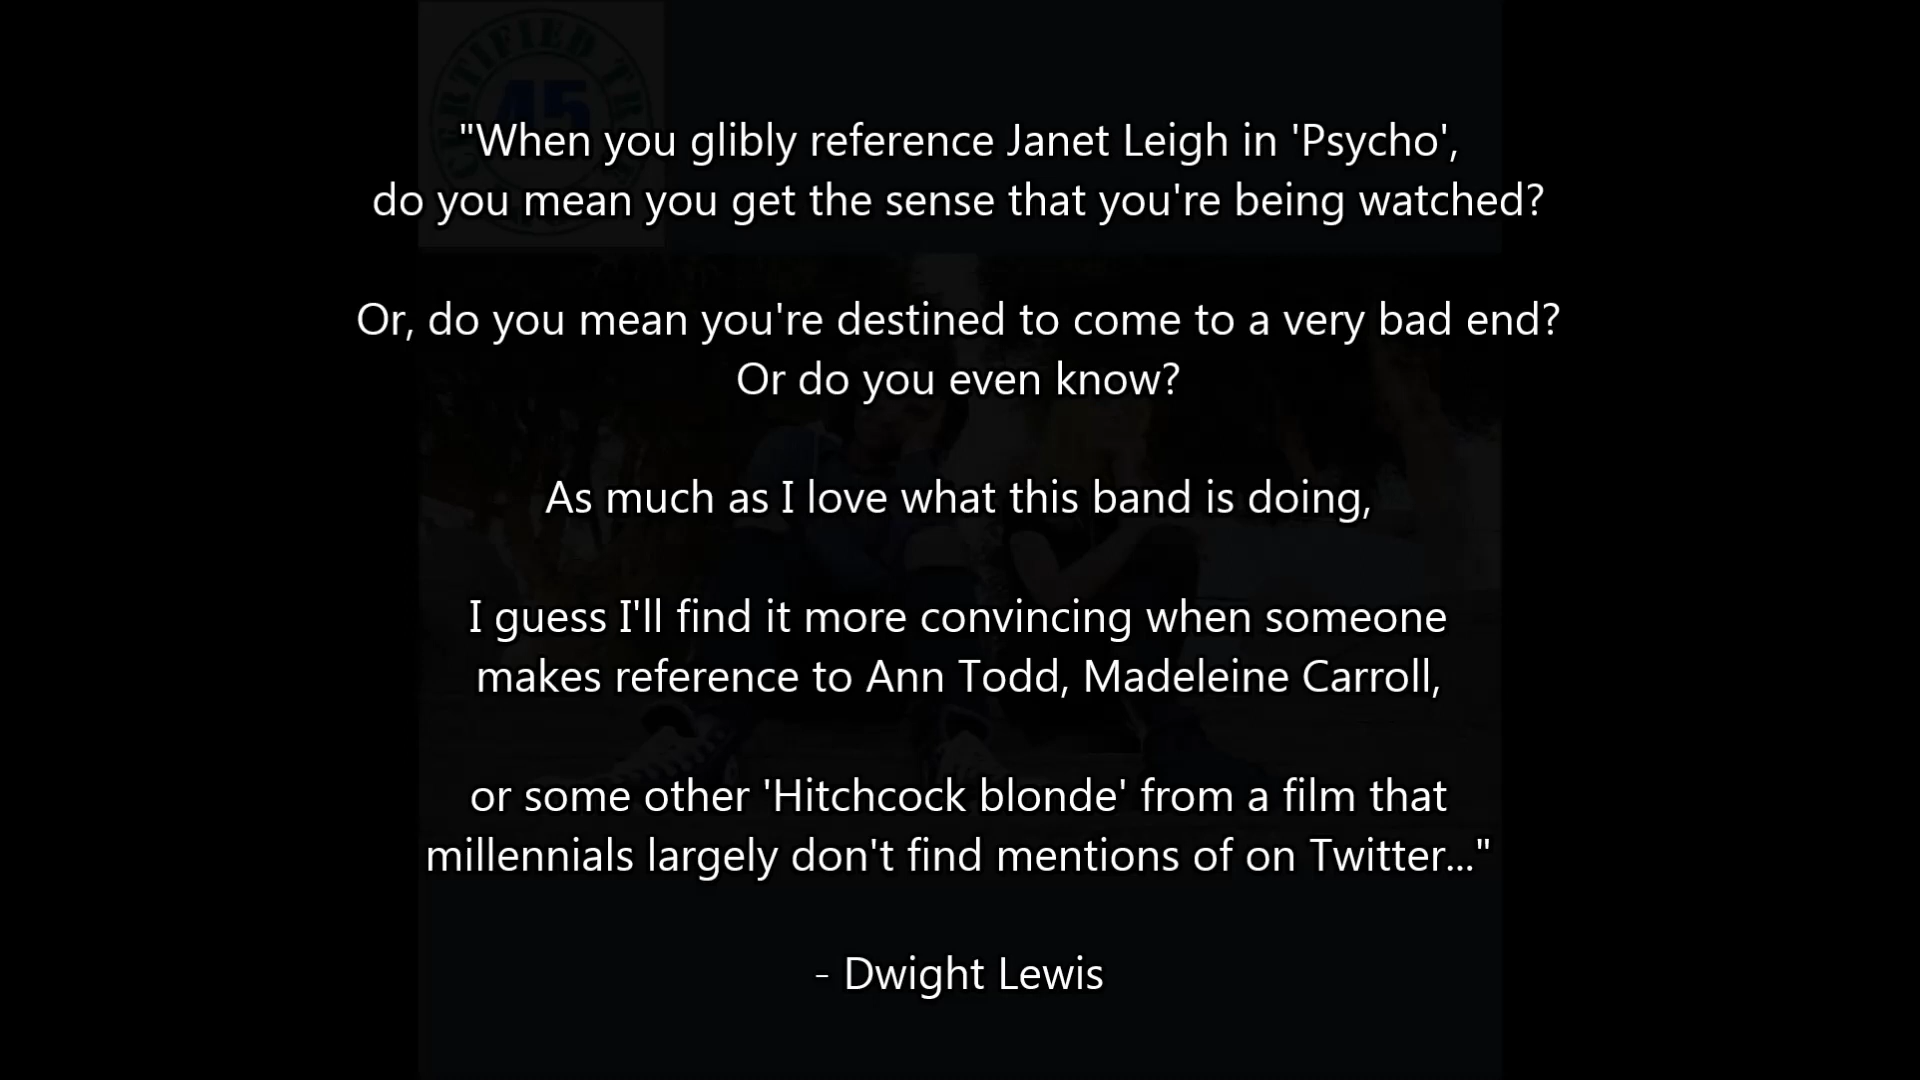 CERTIFIED TR
45
"When you glibly reference Janet Leigh in 'Psycho',
do you mean you get the sense that you're being watched?
Or, do you mean you're destined to come to a very bad end?
Or do you even know?
As much as I love what this band is doing,
I guess I'll find it more convincing when someone
makes reference to Ann Todd, Madeleine Carroll,
or some other 'Hitchcock blonde' from a film that
millennials largely don't find mentions of on Twitter..."
- Dwight Lewis